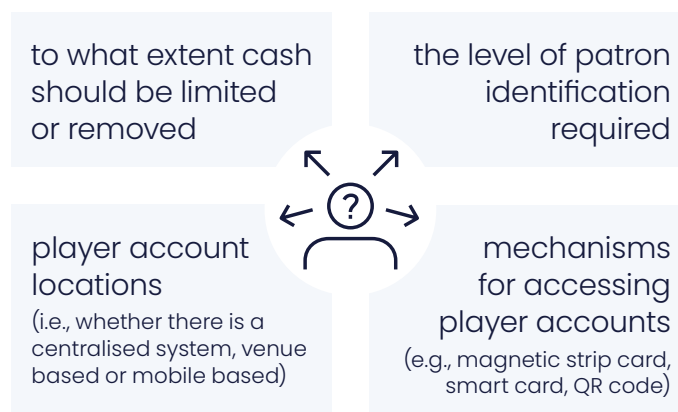 to what extent cash
should be limited
or removed
the level of patron
identification
required
?
player account
locations
(i.e., whether there is a
centralised system, venue
based or mobile based)
mechanisms
for accessing
player accounts
(e.g., magnetic strip card,
smart card, QR code)